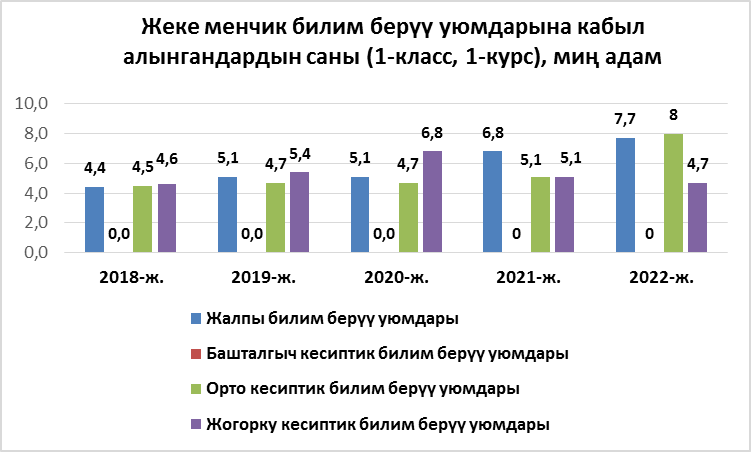 Жеке менчик билим берүү уюмдарына кабыл
алынгандардын саны (1-класс, 1-курс), миң адам
10,0
8,0
6,0
4,0
2,0
0,0
4,4 0,0 4,5 4,6
5,1 0,0 4,7 5,4
5,1 0,0 4,7 6,8
6,8 0 5,1 5,1
7,7 0 8 4,7
2018-ж. 2019-ж. 2020-ж. 2021-ж. 2022-ж.
Жалпы билим берүү уюмдары
Башталгыч кесиптик билим берүү уюмдары
Орто кесиптик билим берүү уюмдары
Жогорку кесиптик билим берүү уюмдары